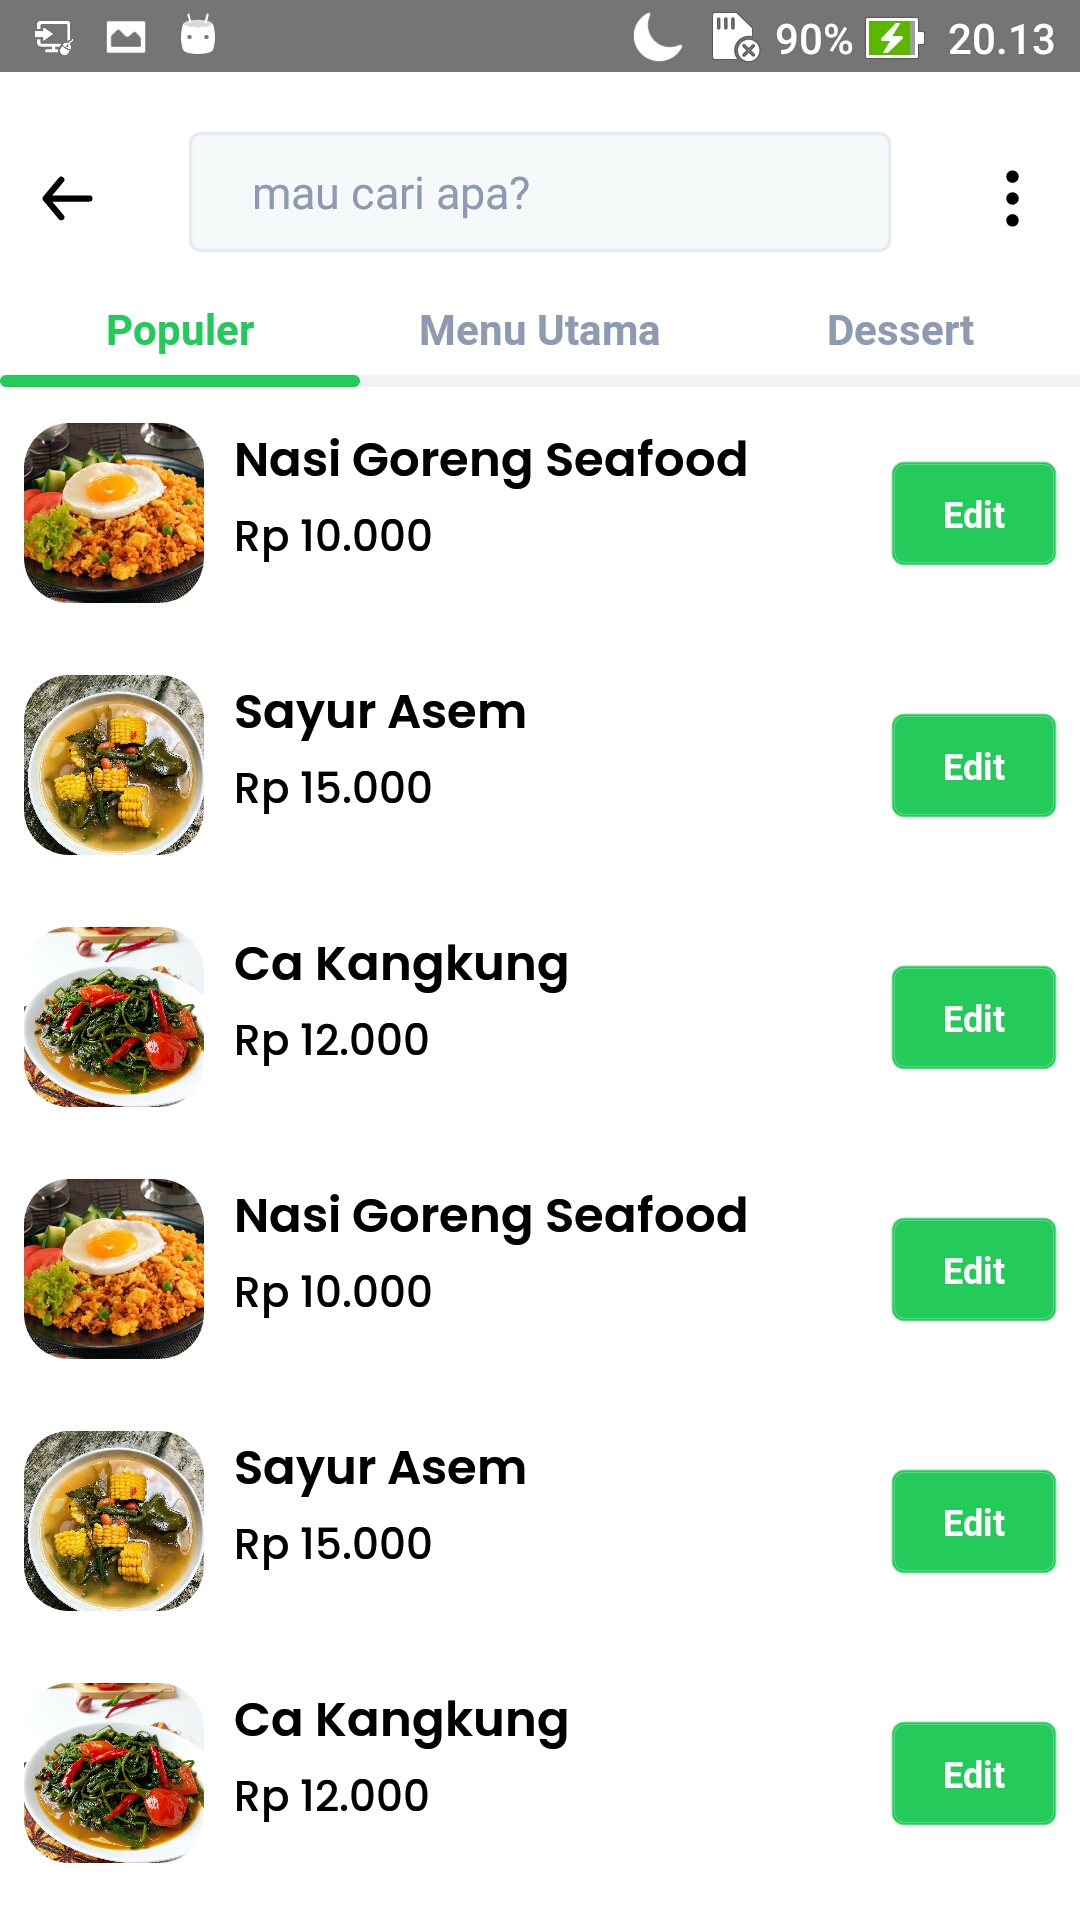 90% 20.13
mau cari apa?
Populer Menu Utama Dessert
Nasi Goreng Seafood
Rp 10.000
Edit
Sayur Asem
Rp 15.000
Edit
Ca Kangkung
Rp 12.000
Edit
Nasi Goreng Seafood
Rp 10.000
Edit
Sayur Asem
Rp 15.000
Edit
Ca Kangkung
Rp 12.000
Edit